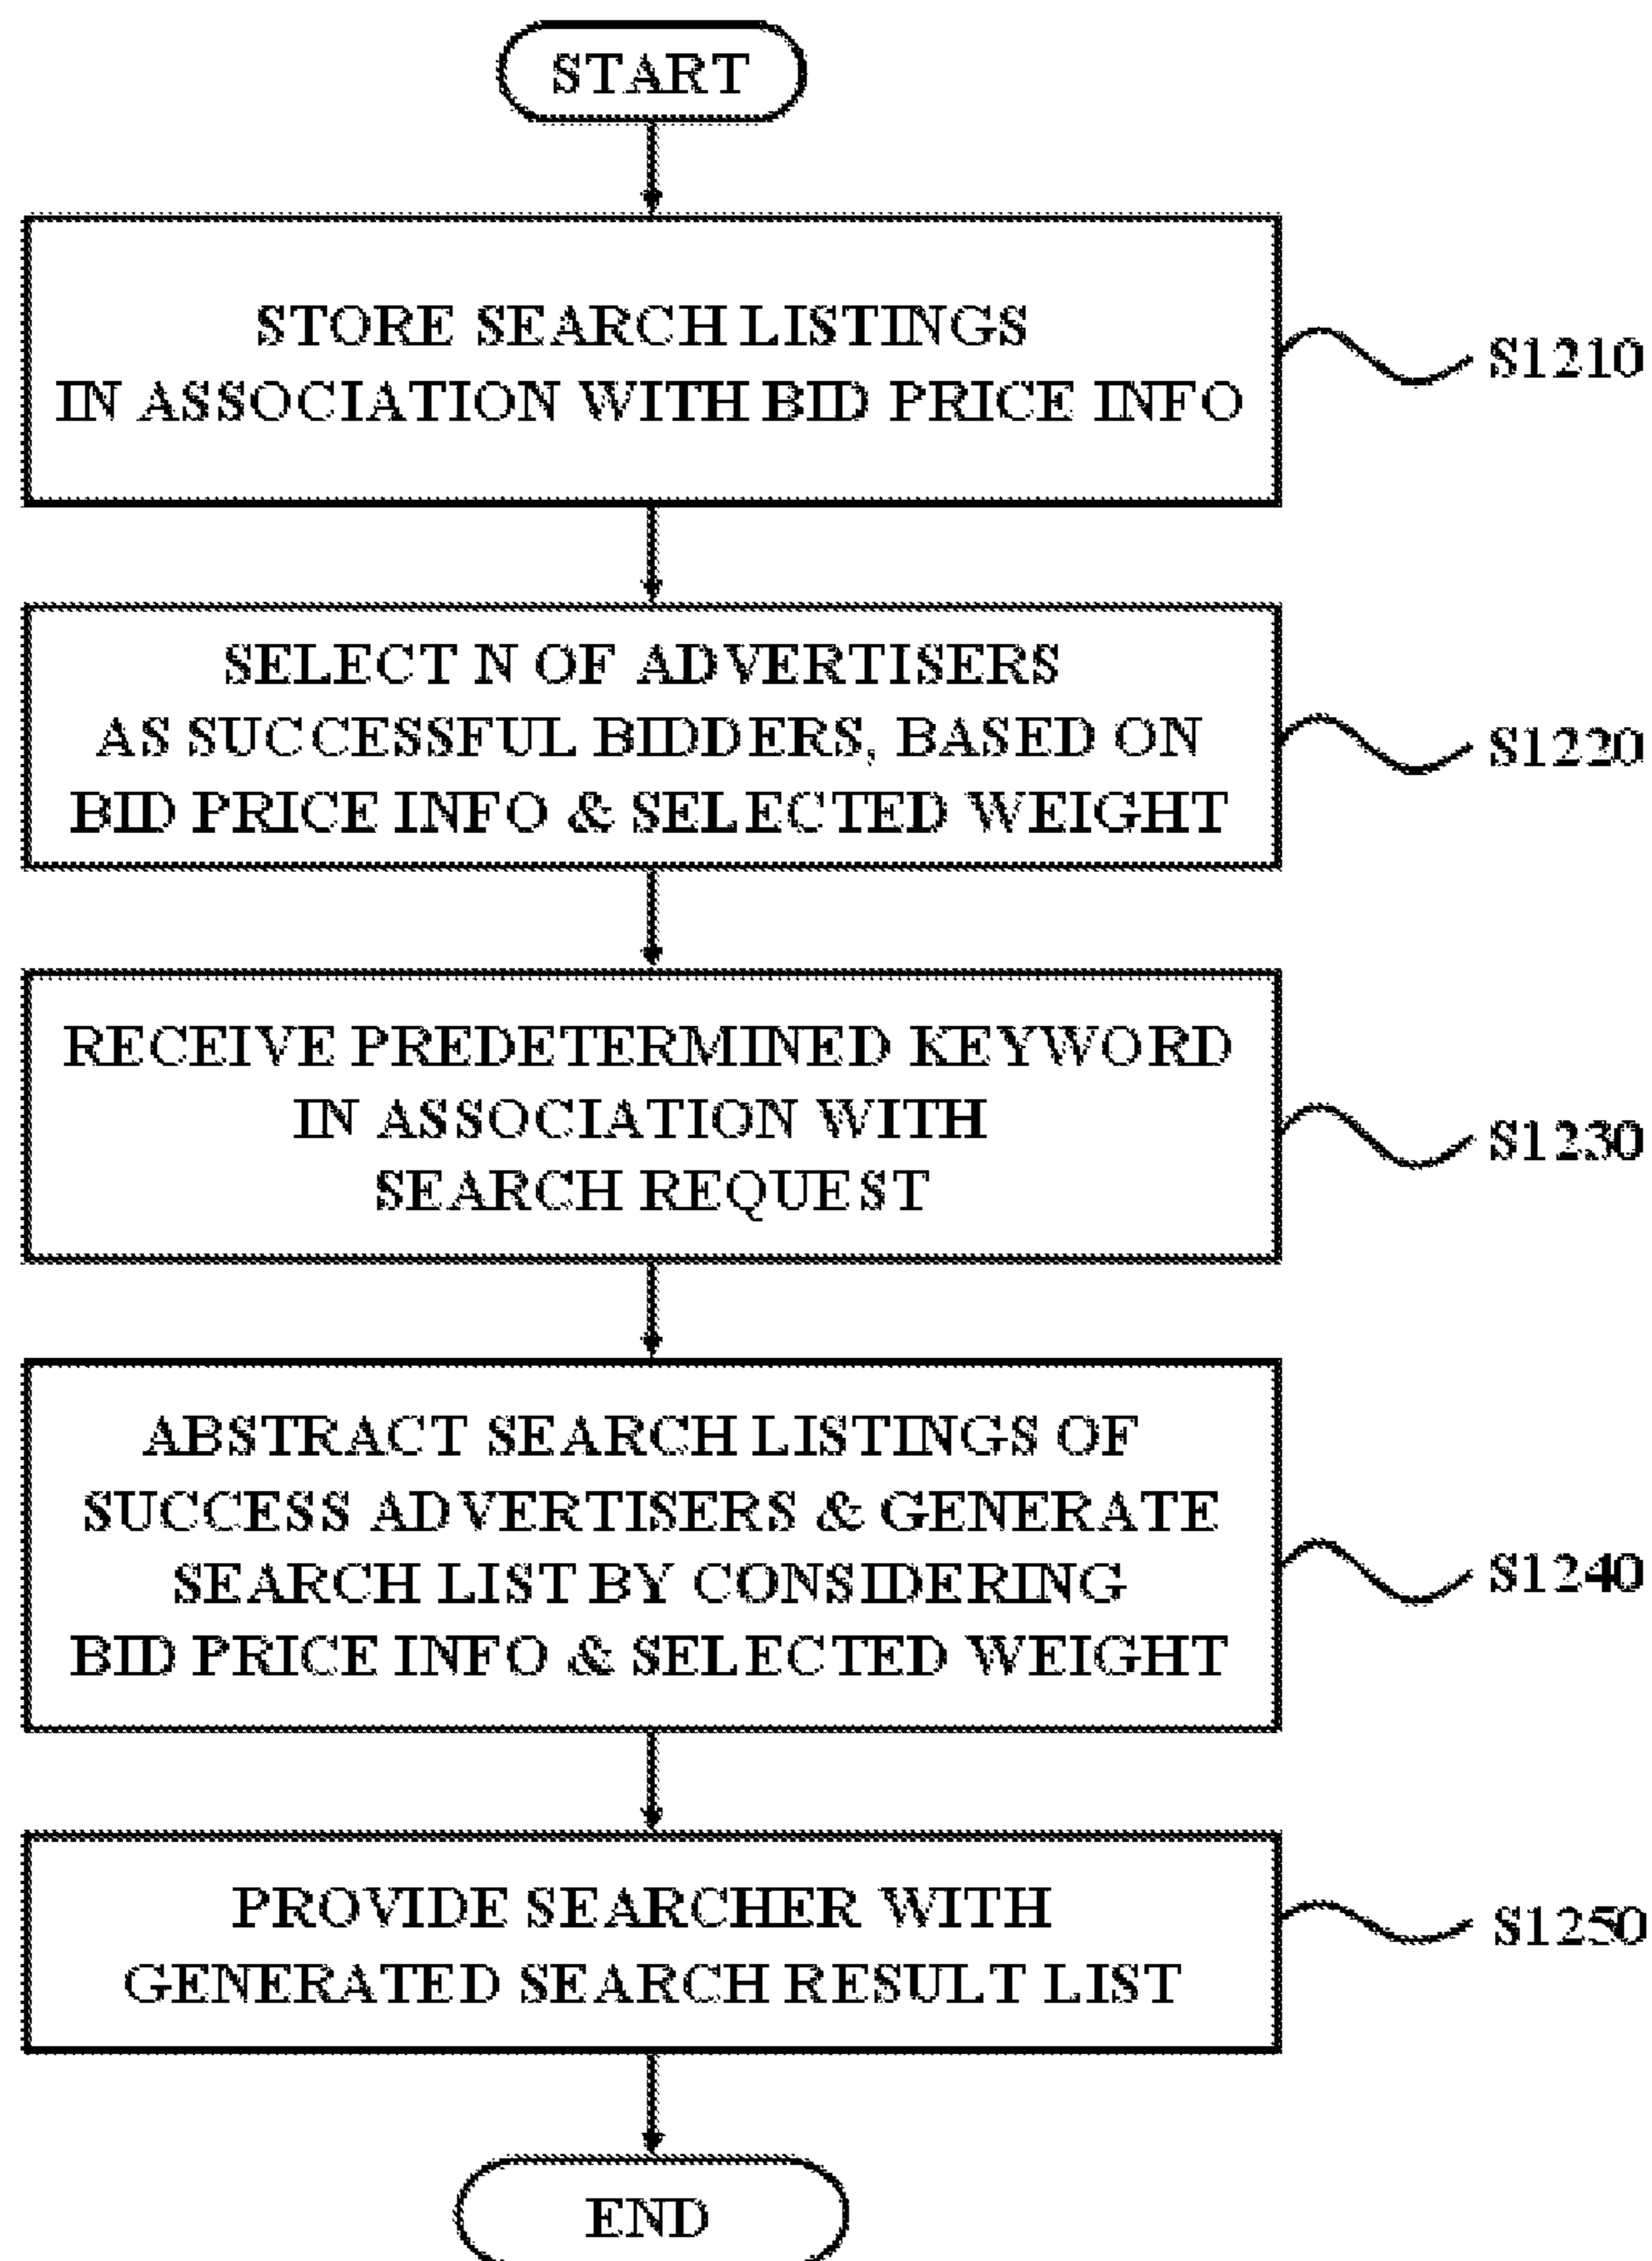 START
STORE SEARCH LISTINGS
IN ASSOCIATION WITH BID PRICE INFO
S1210
SELECT N OF ADVERTISERS
AS SUCCESSFUL BIDDERS, BASED ON
BID PRICE INFO & SELECTED WEIGHT
S1220
RECEIVE PREDETERMINED KEYWORD
IN ASSOCIATION WITH
SEARCH REQUEST
S1230
ABSTRACT SEARCH LISTINGS OF
SUCCESS ADVERTISERS & GENERATE
SEARCH LIST BY CONSIDERING
BID PRICE INFO & SELECTED WEIGHT
S1240
PROVIDE SEARCHER WITH
GENERATED SEARCH RESULT LIST
S1250
END